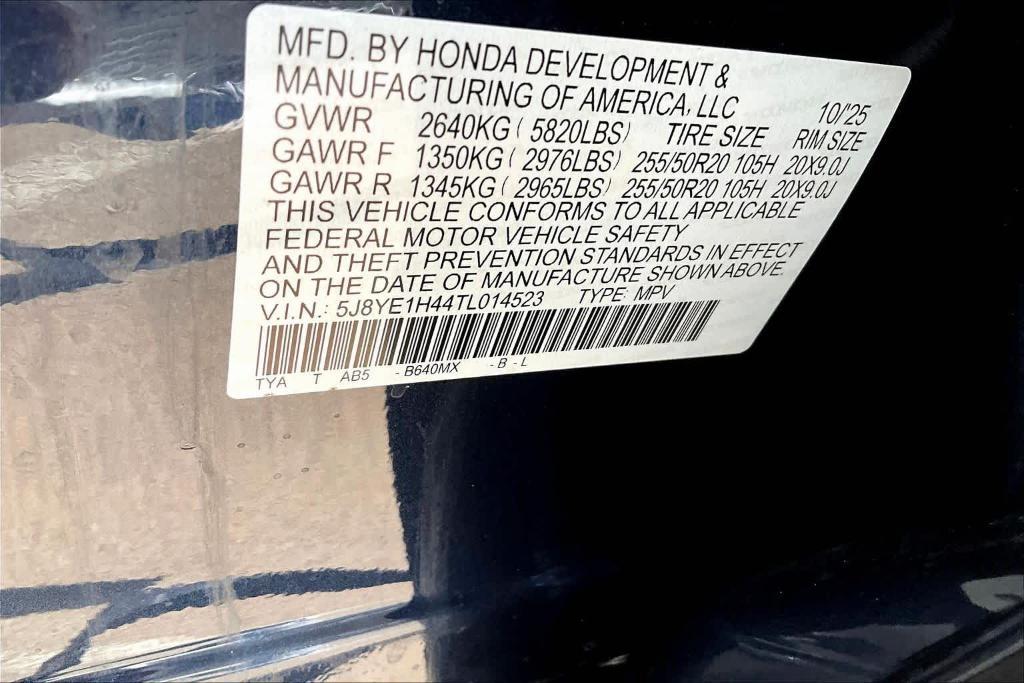 MFD. BY HONDA DEVELOPMENT &
MANUFACTURING OF AMERICA, LLC 10/'25
GVWR 2640KG ( 5820LBS) TIRE SIZE RIM SIZE
GAWR F 1350KG ( 2976LBS) 255/50R20 105H 20X9.0J
GAWR R 1345KG ( 2965LBS) 255/50R20 105H 20X9.0J
THIS VEHICLE CONFORMS TO ALL APPLICABLE
FEDERAL MOTOR VEHICLE SAFETY
AND THEFT PREVENTION STANDARDS IN EFFECT
ON THE DATE OF MANUFACTURE SHOWN ABOVE.
V.I.N.: 5J8YE1H44TL014523 TYPE: MPV
TYA T AB5 - B640MX - B - L